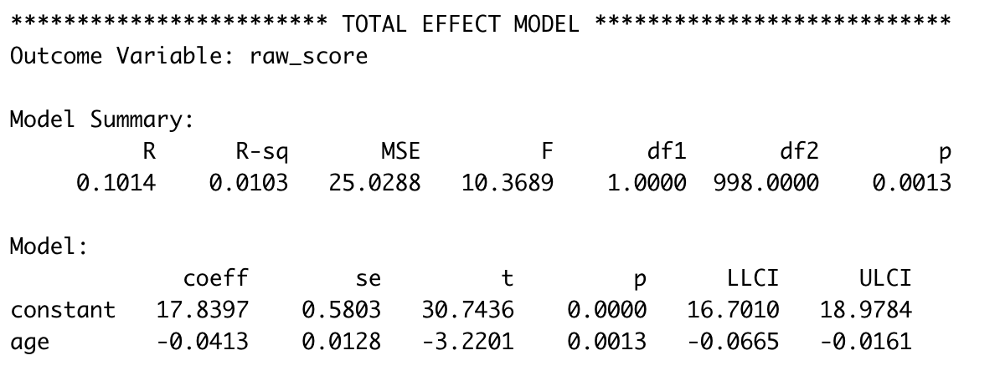 ************************ TOTAL EFFECT MODEL ***************************
Outcome Variable: raw_score
Model Summary:
R R-sq MSE F df1 df2 p
0.1014 0.0103 25.0288 10.3689 1.0000 998.0000 0.0013
Model:
coeff se t p LLCI ULCI
constant 17.8397 0.5803 30.7436 0.0000 16.7010 18.9784
age -0.0413 0.0128 -3.2201 0.0013 -0.0665 -0.0161